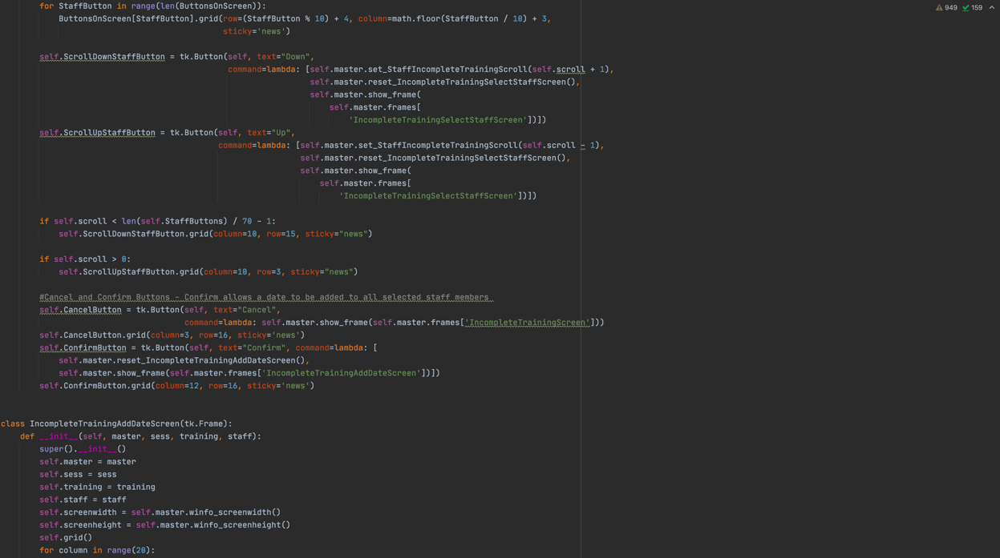 for StaffButton in range(len(ButtonsOnScreen)):
949 159
ButtonsOnScreen[StaffButton].grid(row=(StaffButton % 10) + 4, column=math.floor(StaffButton / 10) + 3,
sticky='news')
self.ScrollDownStaffButton = tk.Button(self, text="Down",
command=lambda: [self.master.set_StaffIncompleteTrainingScroll(self.scroll + 1),
self.master.reset_IncompleteTrainingSelectStaffScreen(),
self.master.show_frame(
self.master.frames[
'IncompleteTrainingSelectStaffScreen'])])
self.ScrollUpStaffButton = tk.Button(self, text="Up",
command=lambda: [self.master.set_StaffIncompleteTrainingScroll(self.scroll - 1),
self.master.reset_IncompleteTrainingSelectStaffScreen(),
self.master.show_frame(
self.master.frames[
'IncompleteTrainingSelectStaffScreen'])])
if self.scroll < len(self.StaffButtons) / 70 - 1:
self.ScrollDownStaffButton.grid(column=10, row=15, sticky="news")
if self.scroll > 0:
self.ScrollUpStaffButton.grid(column=10, row=3, sticky="news")
#Cancel and Confirm Buttons - Confirm allows a date to be added to all selected staff members
self.CancelButton = tk.Button(self, text="Cancel",
command=lambda: self.master.show_frame(self.master.frames['IncompleteTrainingScreen']))
self.CancelButton.grid(column=3, row=16, sticky='news')
self.ConfirmButton = tk.Button(self, text="Confirm", command=lambda: [
self.master.reset_IncompleteTrainingAddDateScreen(),
self.master.show_frame(self.master.frames['IncompleteTrainingAddDateScreen'])])
self.ConfirmButton.grid(column=12, row=16, sticky='news')
class IncompleteTrainingAddDateScreen(tk.Frame):
def __init__(self, master, sess, training, staff):
super().__init__()
self.master = master
self.sess = sess
self.training = training
self.staff = staff
self.screenwidth = self.master.winfo_screenwidth()
self.screenheight = self.master.winfo_screenheight()
self.grid()
for column in range(20):